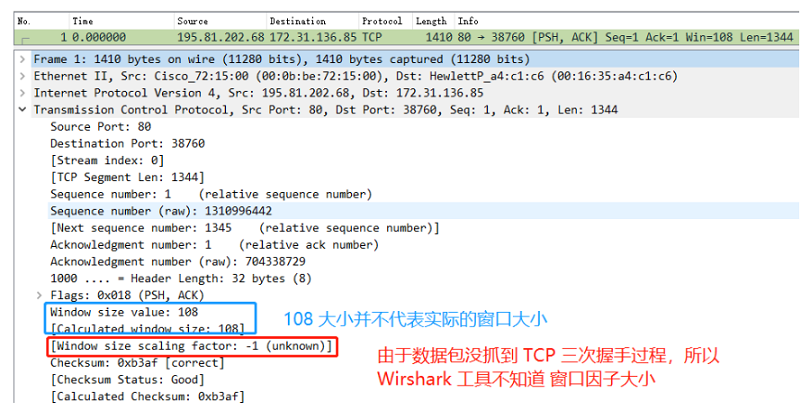 No. Time Source Destination Protocol Length Info
1 0.000000 195.81.202.68 172.31.136.85 TCP 1410 80 → 38760 [PSH, ACK] Seq=1 Ack=1 Win=108 Len=1344
Frame 1: 1410 bytes on wire (11280 bits), 1410 bytes captured (11280 bits)
Ethernet II, Src: Cisco_72:15:00 (00:0b:be:72:15:00), Dst: HewlettP_a4:c1:c6 (00:16:35:a4:c1:c6)
Internet Protocol Version 4, Src: 195.81.202.68, Dst: 172.31.136.85
Transmission Control Protocol, Src Port: 80, Dst Port: 38760, Seq: 1, Ack: 1, Len: 1344
Source Port: 80
Destination Port: 38760
[Stream index: 0]
[TCP Segment Len: 1344]
Sequence number: 1 (relative sequence number)
Sequence number (raw): 1310996442
[Next sequence number: 1345 (relative sequence number)]
Acknowledgment number: 1 (relative ack number)
Acknowledgment number (raw): 704338729
1000 .... = Header Length: 32 bytes (8)
Flags: 0x018 (PSH, ACK)
Window size value: 108
[Calculated window size: 108]
108 大小并不代表实际的窗口大小
[Window size scaling factor: -1 (unknown)]
由于数据包没抓到 TCP 三次握手过程，所以
Wirshark 工具不知道 窗口因子大小
Checksum: 0xb3af [correct]
[Checksum Status: Good]
[Calculated Checksum: 0xb3af]